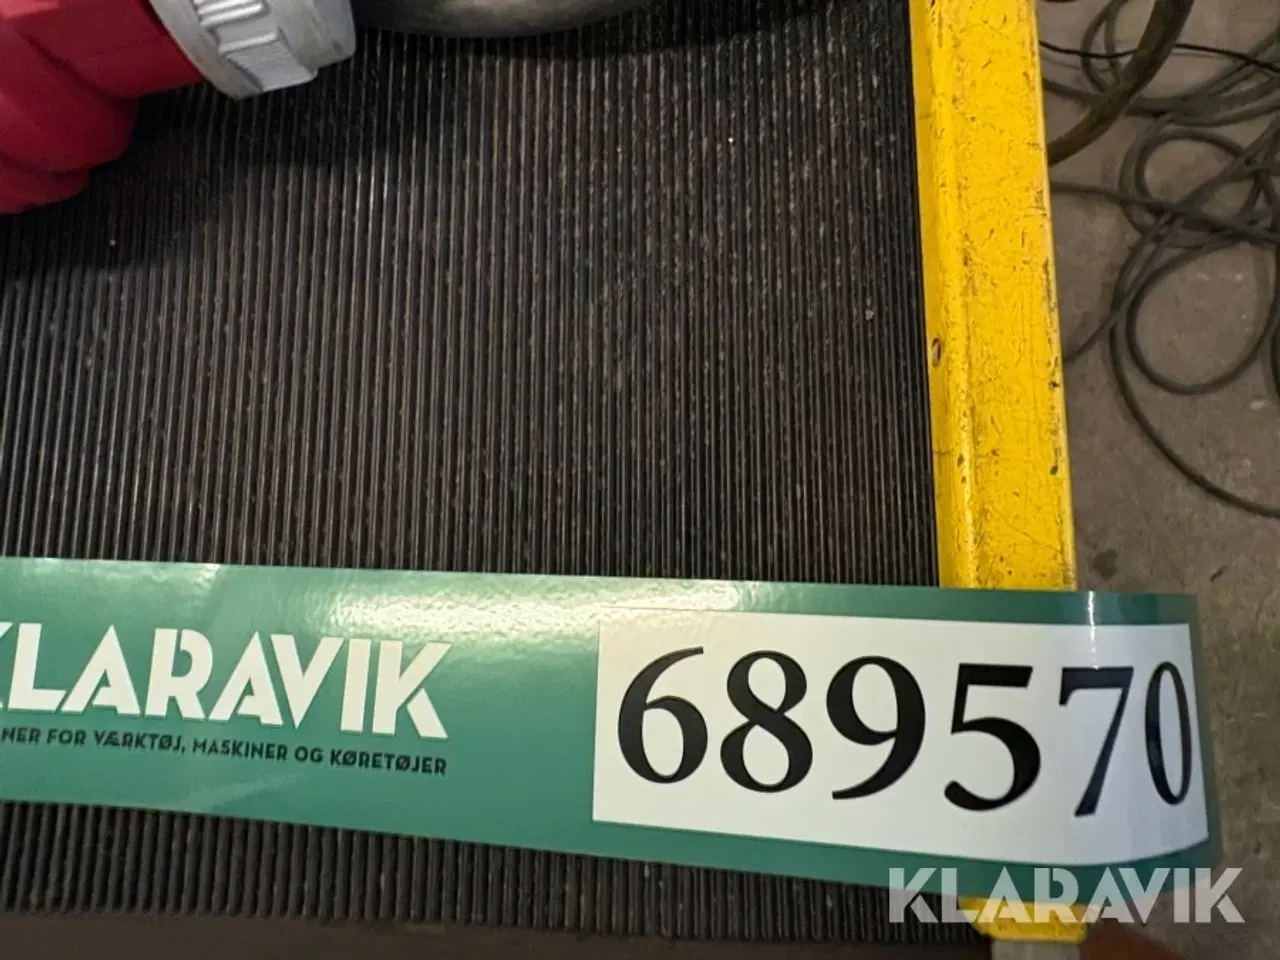 KLARAVIK
NER FOR VÆRKTØJ, MASKINER OG KØRETØJER
689570
KLARAVIK